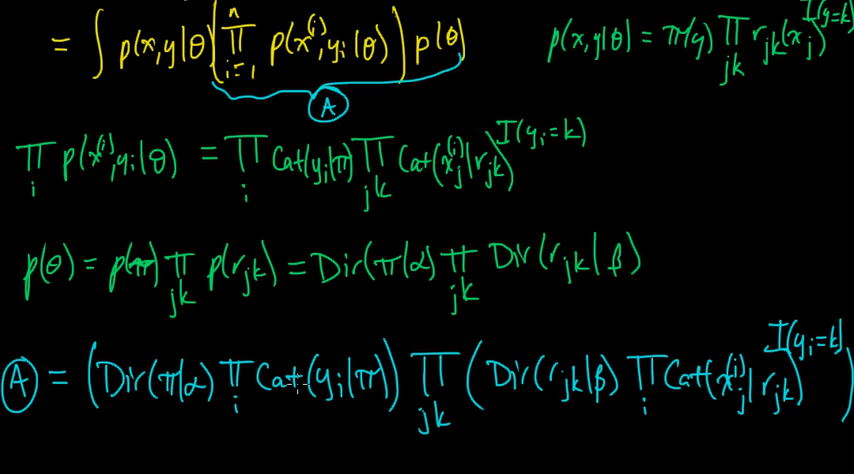 = ∫ p(x,y|θ) ( ∏_{i=1}^{n} p(x^{(i)}, y_i|θ) ) p(θ)
p(x,y|θ) = π(y) ∏_{jk} r_{jk}(x_j)^{I(y=k)}
A
∏_i p(x^{(i)}, y_i|θ) = ∏_i Cat(y_i|π) ∏_{jk} Cat(x_j^{(i)}|r_{jk})^{I(y_i=k)}
p(θ) = p(π) ∏_{jk} p(r_{jk}) = Dir(π|α) ∏_{jk} Dir(r_{jk}|β)
A = (Dir(π|α) ∏_i Cat(y_i|π)) ∏_{jk} (Dir(r_{jk}|β) ∏_i Cat(x_j^{(i)}|r_{jk})^{I(y_i=k)})